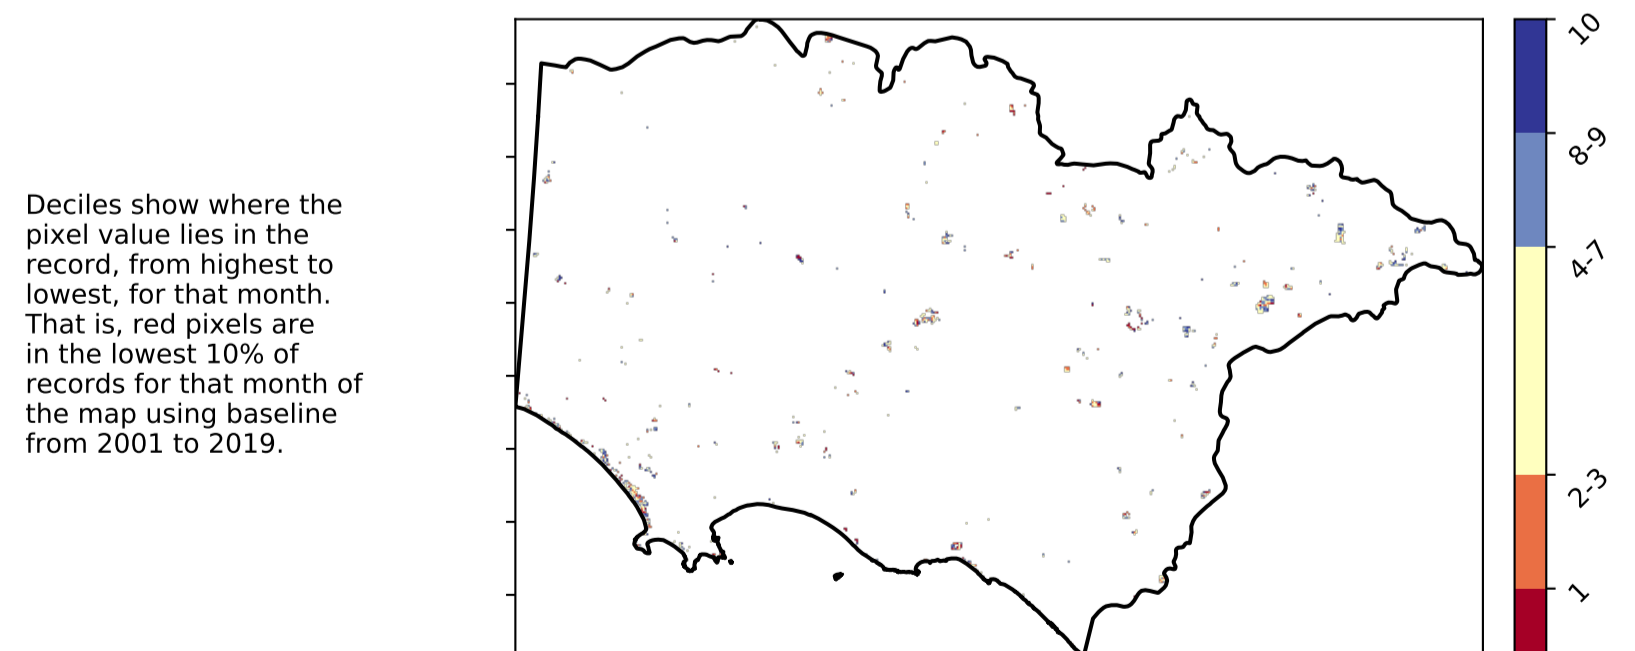 Deciles show where the
pixel value lies in the
record, from highest to
lowest, for that month.
That is, red pixels are
in the lowest 10% of
records for that month of
the map using baseline
from 2001 to 2019.
10
8-9
4-7
2-3
1